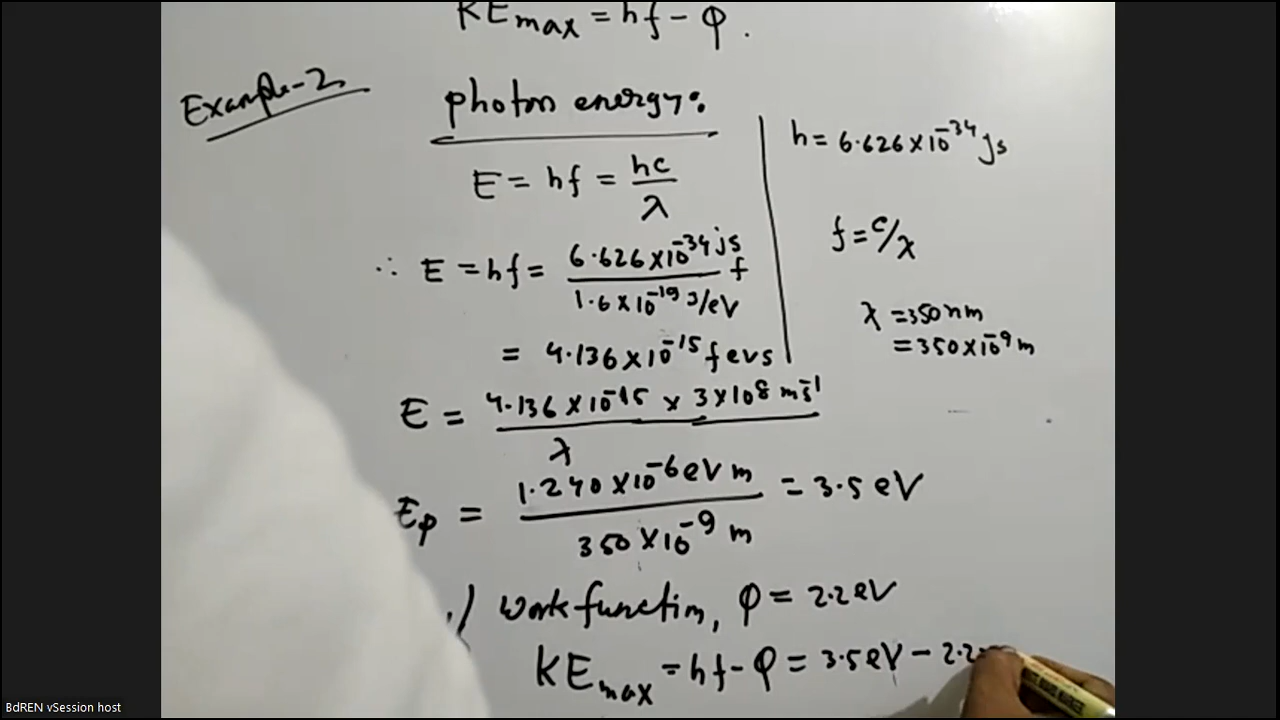 KEmax = hf - φ.
Example-2
photon energy:
E = hf = hc/λ
h = 6.626×10⁻³⁴ js
f = c/λ
λ = 350 nm
= 350×10⁻⁹ m
∴ E = hf = 6.626×10⁻³⁴ js / 1.6×10⁻¹⁹ J/eV f
= 4.136×10⁻¹⁵ f evs
E = 4.136×10⁻¹⁵ × 3×10⁸ ms⁻¹ / λ
Ep = 1.240×10⁻⁶ eV m / 350×10⁻⁹ m = 3.5 eV
work function, φ = 2.2 eV
KEmax = hf - φ = 3.5 eV - 2.2
BdREN vSession host